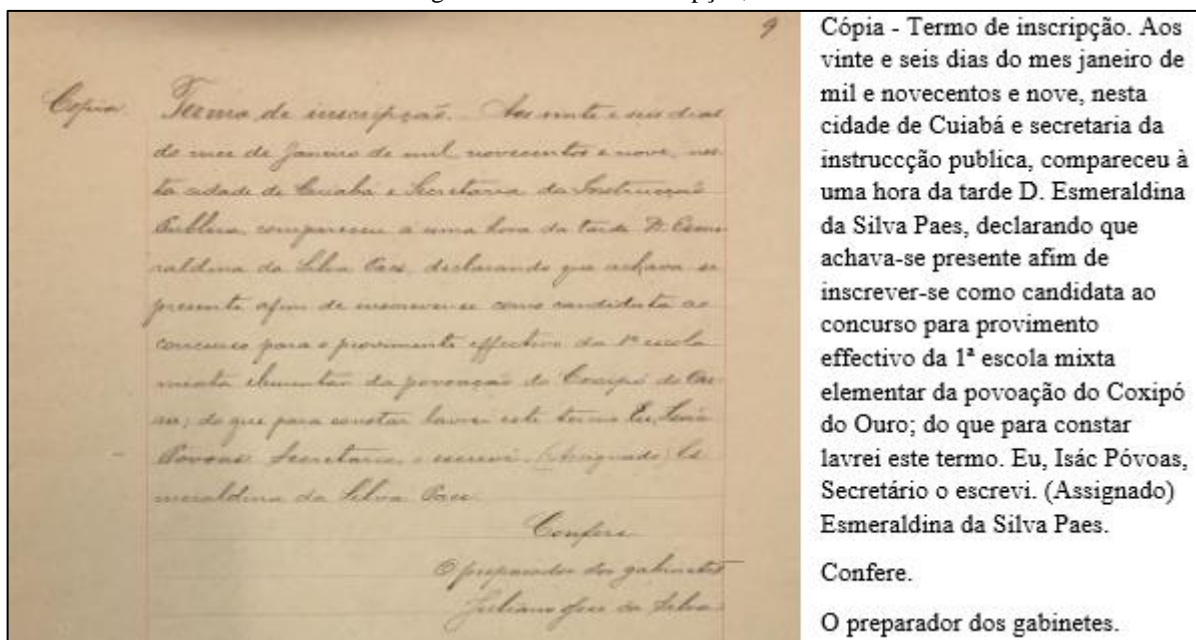 9
Copia. Termo de inscripção. Aos vinte e seis dias
do mez de Janeiro de mil novecentos e nove, nes-
ta cidade de Cuiabá e Secretaria da Instrucção
Publica, compareceu á uma hora da tarde D. Esme-
raldina da Silva Paes, declarando que achava-se
presente afim de inscrever-se como candidata ao
concurso para o provimento effectivo da 1ª escola
mixta elementar da povoação do Coxipó do Ou-
ro; do que para constar lavrei este termo. Eu, Isác
Povoas Secretario, o escrevi. (Assignado) Es-
meraldina da Silva Paes.
Confere
O preparador dos gabinetes
Juliano José da Silva
Cópia - Termo de inscripção. Aos
vinte e seis dias do mes janeiro de
mil e novecentos e nove, nesta
cidade de Cuiabá e secretaria da
instruccção publica, compareceu à
uma hora da tarde D. Esmeraldina
da Silva Paes, declarando que
achava-se presente afim de
inscrever-se como candidata ao
concurso para provimento
effectivo da 1ª escola mixta
elementar da povoação do Coxipó
do Ouro; do que para constar
lavrei este termo. Eu, Isác Póvoas,
Secretário o escrevi. (Assignado)
Esmeraldina da Silva Paes.
Confere.
O preparador dos gabinetes.